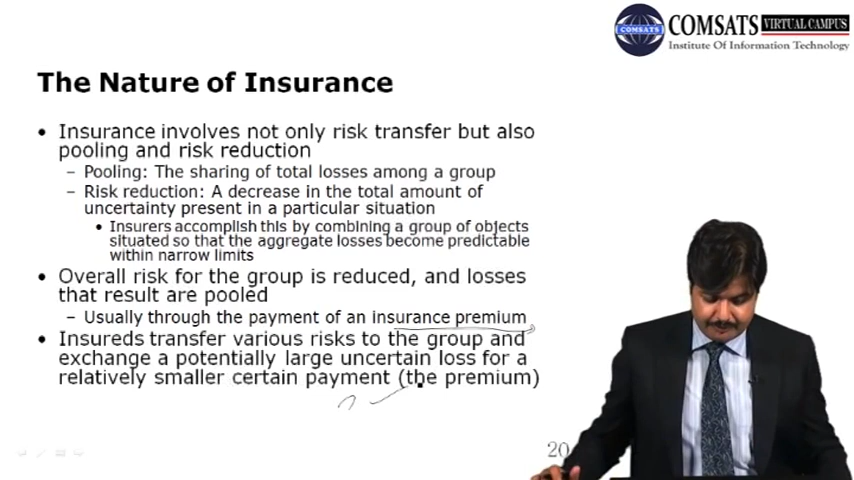 COMSATS
COMSATS VIRTUAL CAMPUS
Institute Of Information Technology
The Nature of Insurance
• Insurance involves not only risk transfer but also
pooling and risk reduction
– Pooling: The sharing of total losses among a group
– Risk reduction: A decrease in the total amount of
uncertainty present in a particular situation
• Insurers accomplish this by combining a group of objects
situated so that the aggregate losses become predictable
within narrow limits
• Overall risk for the group is reduced, and losses
that result are pooled
– Usually through the payment of an insurance premium
• Insureds transfer various risks to the group and
exchange a potentially large uncertain loss for a
relatively smaller certain payment (the premium)
20